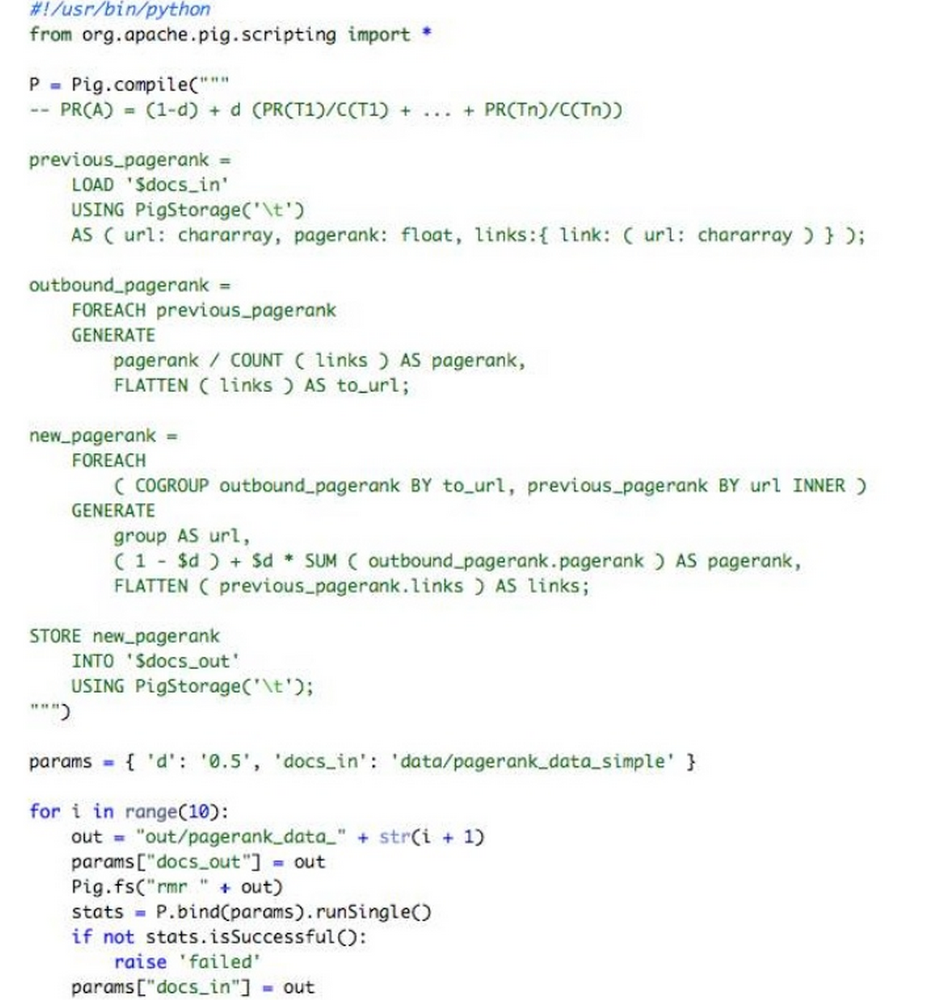 #!/usr/bin/python
from org.apache.pig.scripting import *

P = Pig.compile("""
-- PR(A) = (1-d) + d (PR(T1)/C(T1) + ... + PR(Tn)/C(Tn))

previous_pagerank =
    LOAD '$docs_in'
    USING PigStorage('\t')
    AS ( url: chararray, pagerank: float, links:{ link: ( url: chararray ) } );

outbound_pagerank =
    FOREACH previous_pagerank
    GENERATE
        pagerank / COUNT ( links ) AS pagerank,
        FLATTEN ( links ) AS to_url;

new_pagerank =
    FOREACH
        ( COGROUP outbound_pagerank BY to_url, previous_pagerank BY url INNER )
    GENERATE
        group AS url,
        ( 1 - $d ) + $d * SUM ( outbound_pagerank.pagerank ) AS pagerank,
        FLATTEN ( previous_pagerank.links ) AS links;

STORE new_pagerank
    INTO '$docs_out'
    USING PigStorage('\t');
""")

params = { 'd': '0.5', 'docs_in': 'data/pagerank_data_simple' }

for i in range(10):
    out = "out/pagerank_data_" + str(i + 1)
    params["docs_out"] = out
    Pig.fs("rmr " + out)
    stats = P.bind(params).runSingle()
    if not stats.isSuccessful():
        raise 'failed'
    params["docs_in"] = out